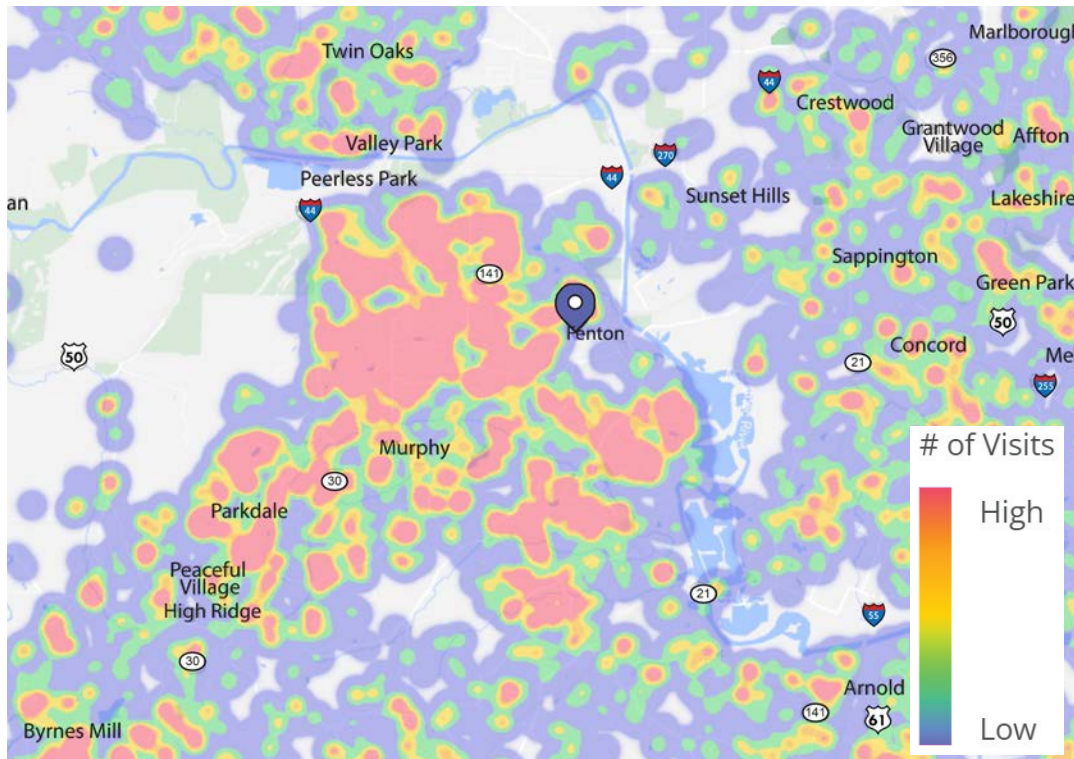 Marlborough
Twin Oaks
356
44
Crestwood
Grantwood
Village
Affton
Valley Park
270
44
Peerless Park
Sunset Hills
an
44
Lakeshire
Sappington
141
Green Park
50
Fenton
50
Concord
Me
21
255
Murphy
# of Visits
High
30
Parkdale
Peaceful
Village
High Ridge
21
55
30
Arnold
141
61
Byrnes Mill
Low